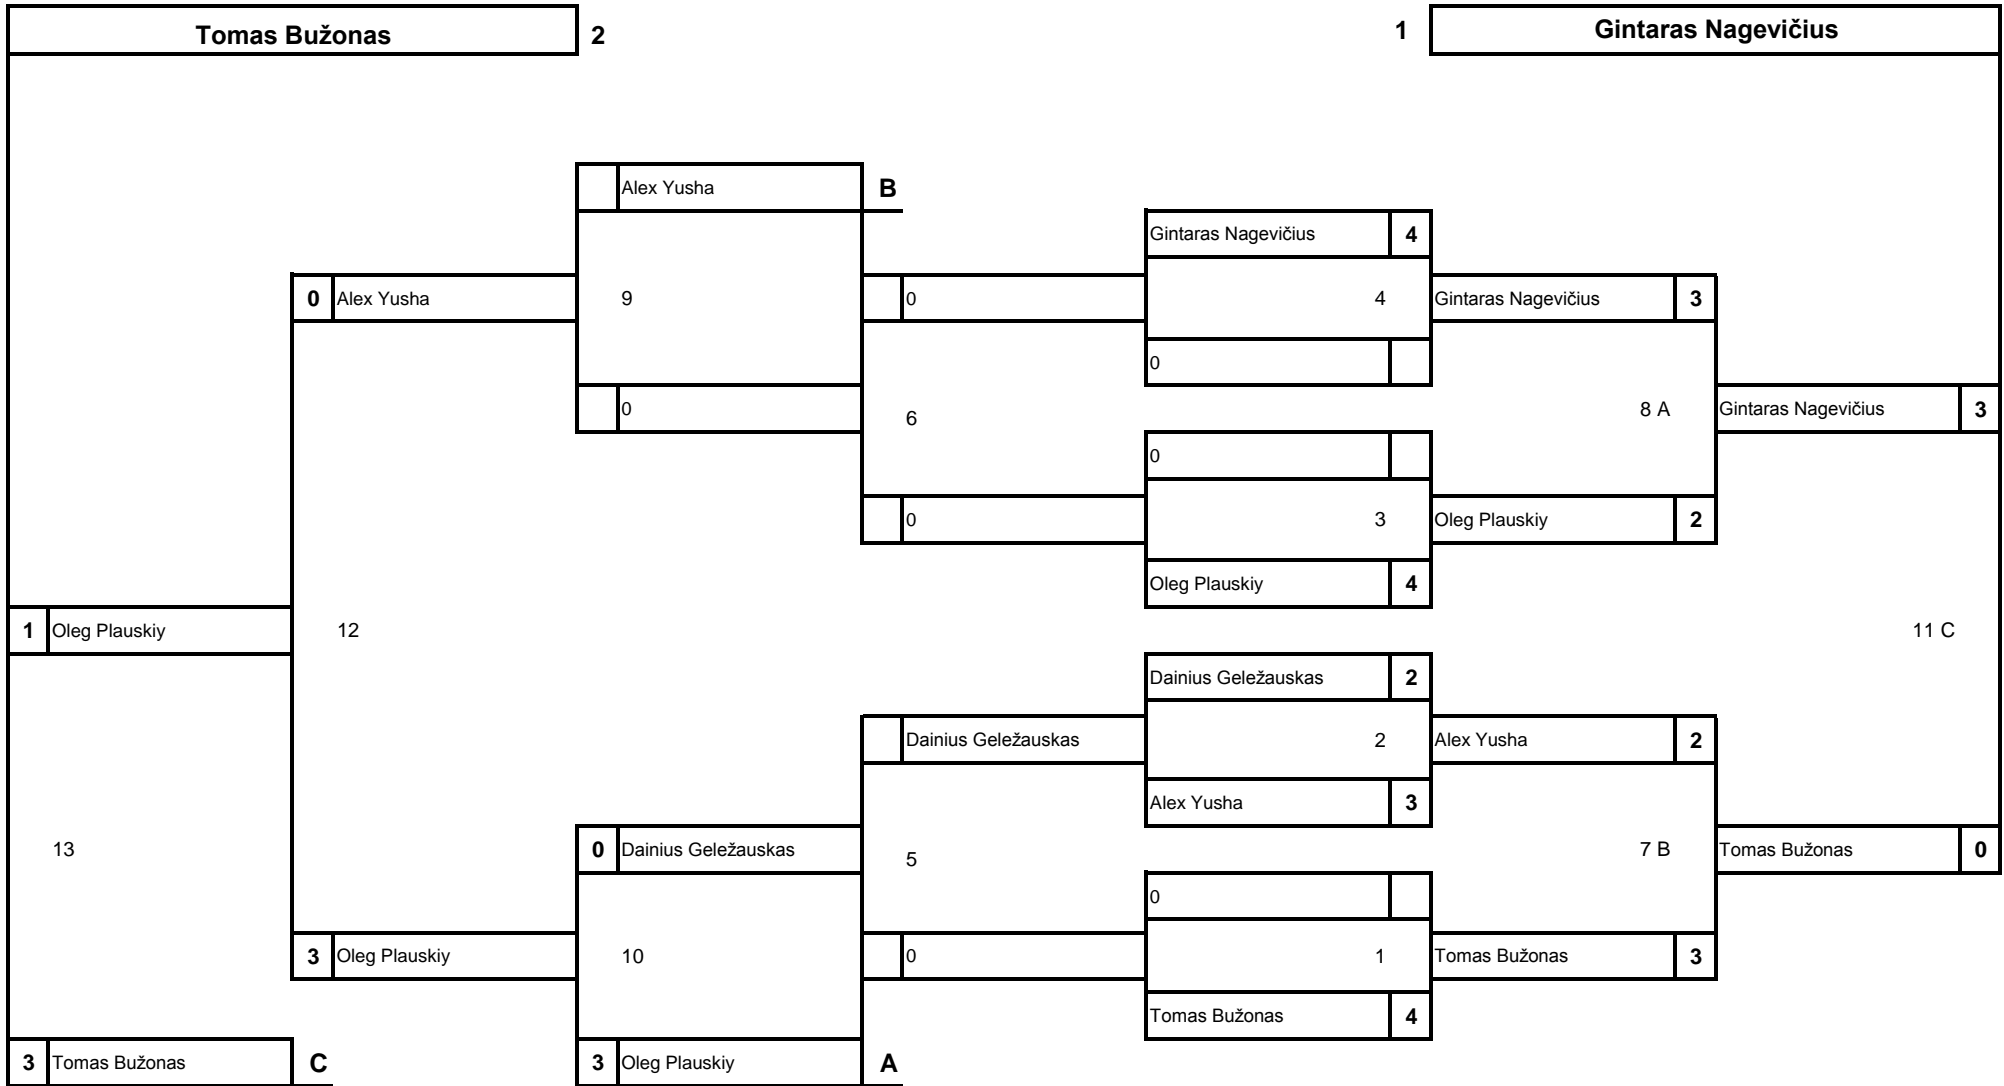 Tomas Bužonas 2 1 Gintaras Nagevičius
Alex Yusha B
Gintaras Nagevičius 4
0 Alex Yusha 9 0 4 Gintaras Nagevičius 3
0
0 6 8 A Gintaras Nagevičius 3
0
0 3 Oleg Plauskiy 2
Oleg Plauskiy 4
1 Oleg Plauskiy 12 11 C
Dainius Geležauskas 2
Dainius Geležauskas 2 Alex Yusha 2
Alex Yusha 3
13 0 Dainius Geležauskas 5 7 B Tomas Bužonas 0
0
3 Oleg Plauskiy 10 0 1 Tomas Bužonas 3
Tomas Bužonas 4
3 Tomas Bužonas C 3 Oleg Plauskiy A